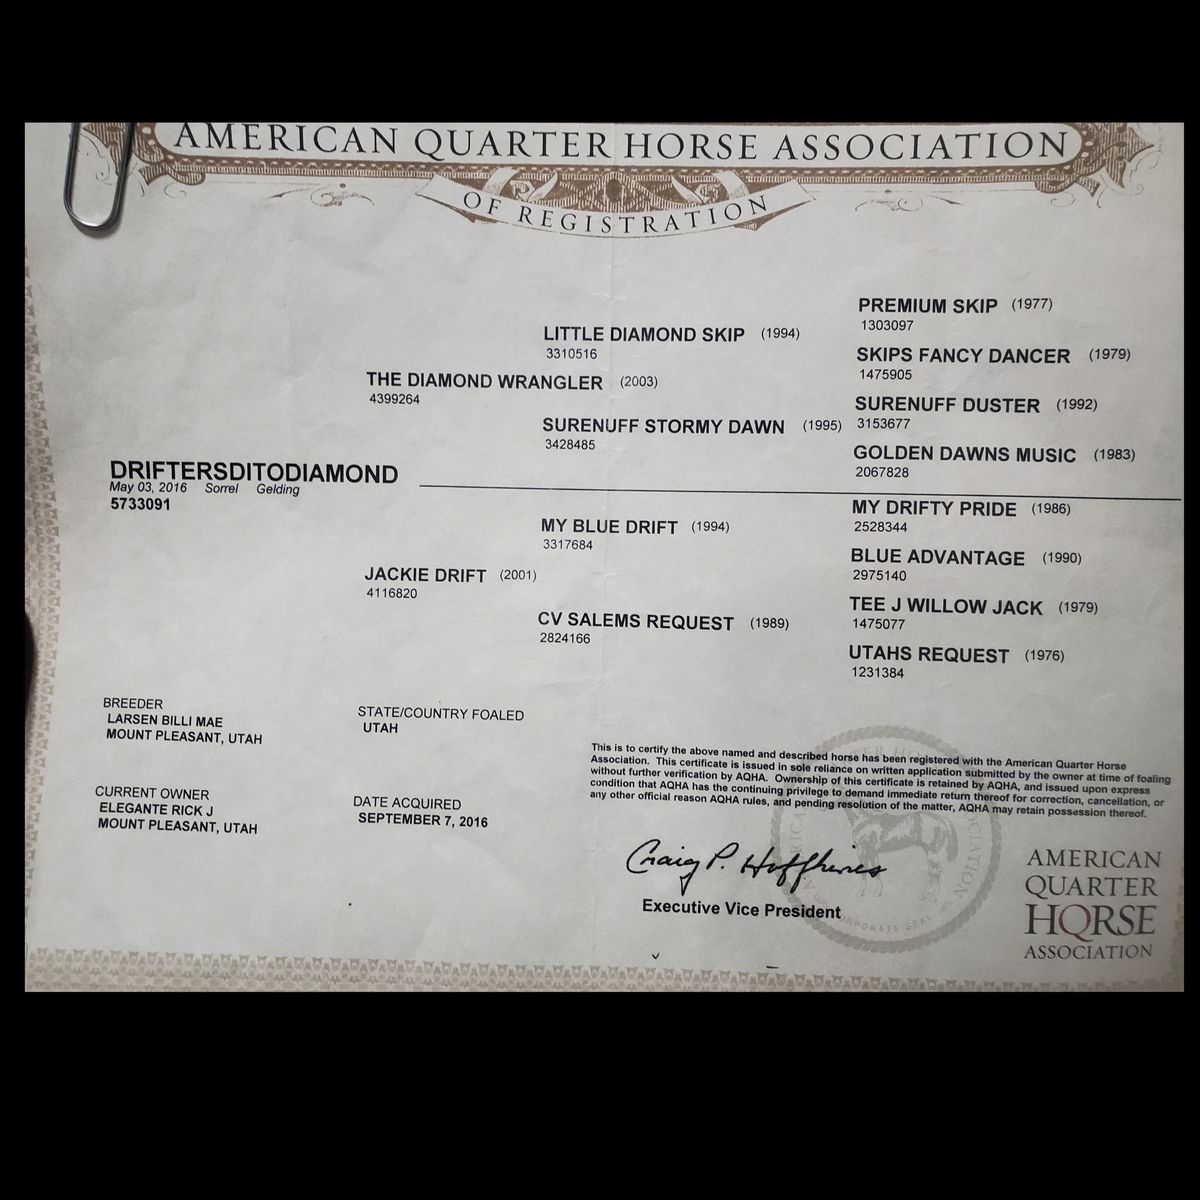 AMERICAN QUARTER HORSE ASSOCIATION
OF REGISTRATION
PREMIUM SKIP (1977)
1303097
LITTLE DIAMOND SKIP (1994)
3310516
SKIPS FANCY DANCER (1979)
1475905
THE DIAMOND WRANGLER (2003)
4399264
SURENUFF DUSTER (1992)
3153677
SURENUFF STORMY DAWN (1995)
3428485
GOLDEN DAWNS MUSIC (1983)
2067828
DRIFTERSDITODIAMOND
May 03, 2016 Sorrel Gelding
5733091
MY DRIFTY PRIDE (1986)
2528344
MY BLUE DRIFT (1994)
3317684
BLUE ADVANTAGE (1990)
2975140
JACKIE DRIFT (2001)
4116820
TEE J WILLOW JACK (1979)
1475077
CV SALEMS REQUEST (1989)
2824166
UTAHS REQUEST (1976)
1231384
BREEDER
LARSEN BILLI MAE
MOUNT PLEASANT, UTAH
STATE/COUNTRY FOALED
UTAH
CURRENT OWNER
ELEGANTE RICK J
MOUNT PLEASANT, UTAH
DATE ACQUIRED
SEPTEMBER 7, 2016
This is to certify the above named and described horse has been registered with the American Quarter Horse
Association. This certificate is issued in sole reliance on written application submitted by the owner at time of foaling
without further verification by AQHA. Ownership of this certificate is retained by AQHA, and issued upon express
condition that AQHA has the continuing privilege to demand immediate return thereof for correction, cancellation, or
any other official reason AQHA rules, and pending resolution of the matter, AQHA may retain possession thereof.
Craig P. Huffhines
Executive Vice President
AMERICAN
QUARTER
HORSE
ASSOCIATION